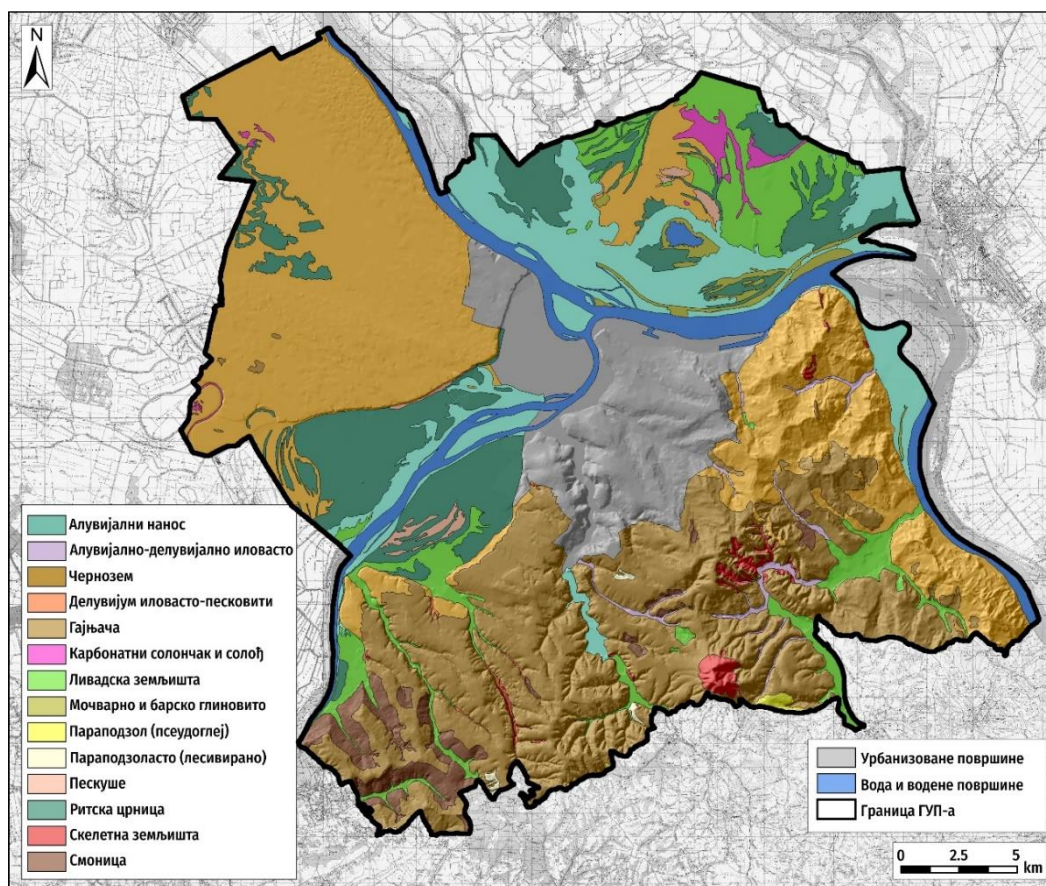 N
Алувијални нанос
Алувијално-делувијално иловасто
Чернозем
Делувијум иловасто-песковити
Гајњача
Карбонатни солончак и солођ
Ливадска земљишта
Мочварно и барско глиновито
Параподзол (псеудоглеј)
Параподзоласто (лесивирано)
Пескуше
Ритска црница
Скелетна земљишта
Смоница
Урбанизоване површине
Вода и водене површине
Граница ГУП-а
0 2.5 5
km